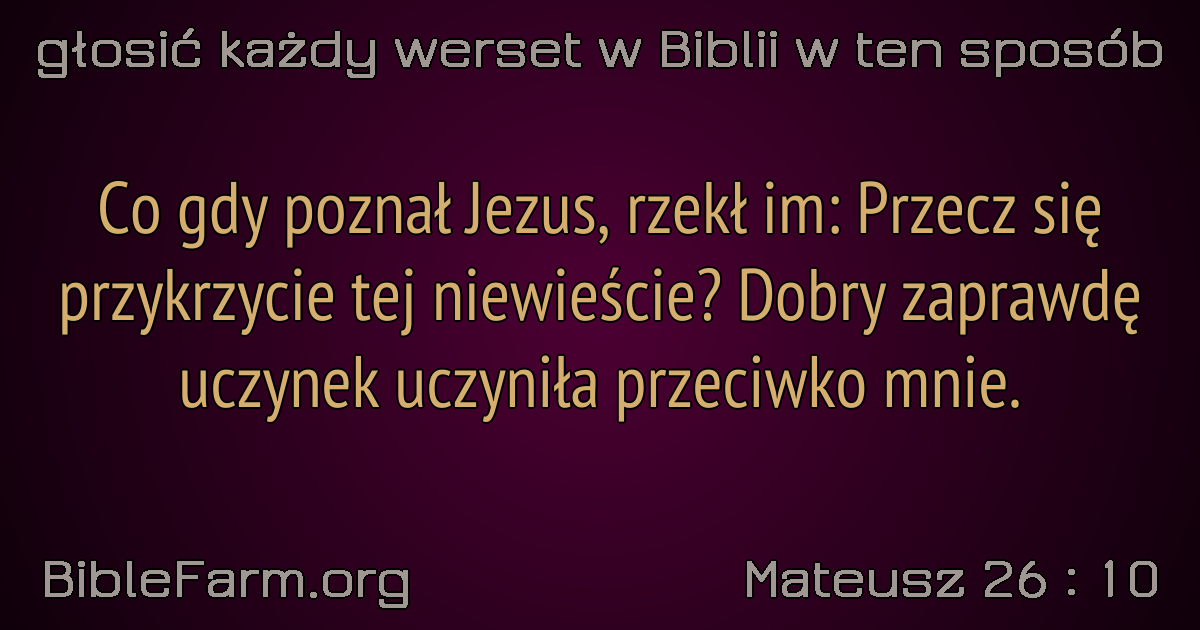 głosić każdy werset w Biblii w ten sposób
Co gdy poznał Jezus, rzekł im: Przecz się
przykrzycie tej niewieście? Dobry zaprawdę
uczynek uczyniła przeciwko mnie.
BibleFarm.org
Mateusz 26 : 10